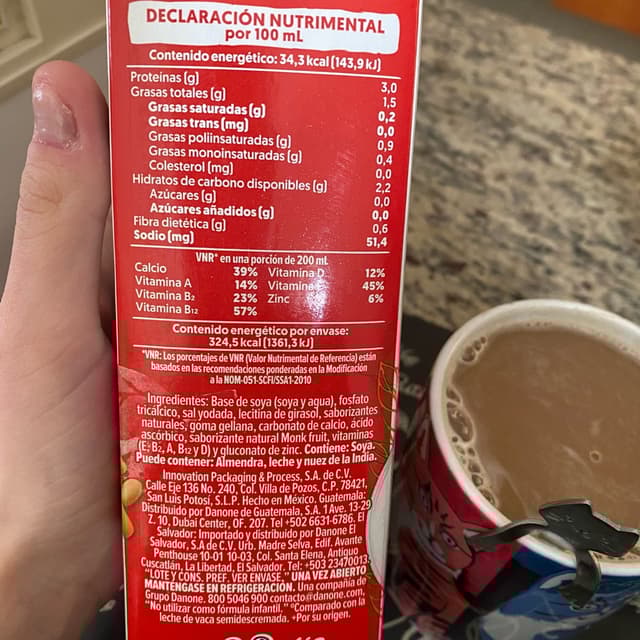 DECLARACIÓN NUTRIMENTAL
por 100 mL
Contenido energético: 34,3 kcal (143,9 kJ)
Proteínas (g) 3,0
Grasas totales (g) 1,5
Grasas saturadas (g) 0,2
Grasas trans (mg) 0,0
Grasas poliinsaturadas (g) 0,9
Grasas monoinsaturadas (g) 0,4
Colesterol (mg) 0,0
Hidratos de carbono disponibles (g) 2,2
Azúcares (g) 0,0
Azúcares añadidos (g) 0,0
Fibra dietética (g) 0,6
Sodio (mg) 51,4
VNR* en una porción de 200 mL
Calcio 39% Vitamina D 12%
Vitamina A 14% Vitamina 45%
Vitamina B2 23% Zinc 6%
Vitamina B12 57%
Contenido energético por envase:
324,5 kcal (1361,3 kJ)
*VNR: Los porcentajes de VNR (Valor Nutrimental de Referencia) están
basados en las recomendaciones ponderadas en la Modificación
a la NOM-051-SCFI/SSA1-2010
Ingredientes: Base de soya (soya y agua), fosfato
tricálcico, sal yodada, lecitina de girasol, saborizantes
naturales, goma gellana, carbonato de calcio, ácido
ascórbico, saborizante natural Monk fruit, vitaminas
(E, B2, A, B12 y D) y gluconato de zinc. Contiene: Soya.
Puede contener: Almendra, leche y nuez de la India.
Innovation Packaging & Process, S.A. de C.V.
Calle Eje 136 No. 240, Col. Villa de Pozos, C.P. 78421,
San Luis Potosí, S.L.P. Hecho en México. Guatemala:
Distribuido por Danone de Guatemala, S.A. 1 Ave. 13-29
Z. 10, Dubai Center, OF. 207. Tel +502 6631-6786. El
Salvador: Importado y distribuido por Danone El
Salvador, S.A de C.V. Urb. Madre Selva, Edif. Avante
Penthouse 10-01 10-03, Col. Santa Elena, Antiguo
Cuscatlán, La Libertad, El Salvador. Tel: +503 23470013
"LOTE Y CONS. PREF. VER ENVASE." UNA VEZ ABIERTO
MANTÉNGASE EN REFRIGERACIÓN. Una compañía de
Grupo Danone. 800 5046 900 contacto@danone.com.
"No utilizar como fórmula infantil." °Comparado con la
leche de vaca semidescremada. +Por su origen.